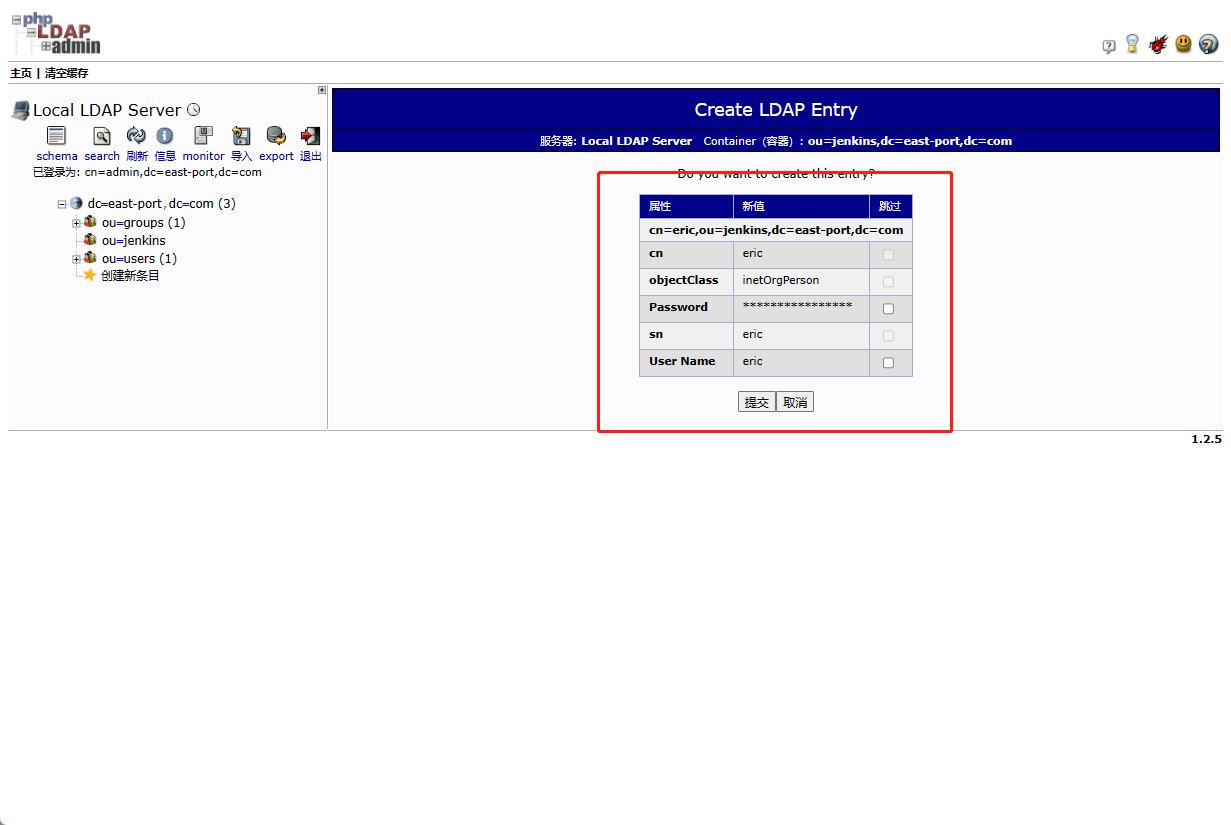 php
LDAP
admin
主页 | 清空缓存
Local LDAP Server
schema search 刷新 信息 monitor 导入 export 退出
已登录为: cn=admin,dc=east-port,dc=com
dc=east-port,dc=com (3)
ou=groups (1)
ou=jenkins
ou=users (1)
创建新条目
Create LDAP Entry
服务器: Local LDAP Server Container (容器) : ou=jenkins,dc=east-port,dc=com
Do you want to create this entry?
属性 新值 跳过
cn=eric,ou=jenkins,dc=east-port,dc=com
cn eric
objectClass inetOrgPerson
Password ****************
sn eric
User Name eric
提交 取消
1.2.5